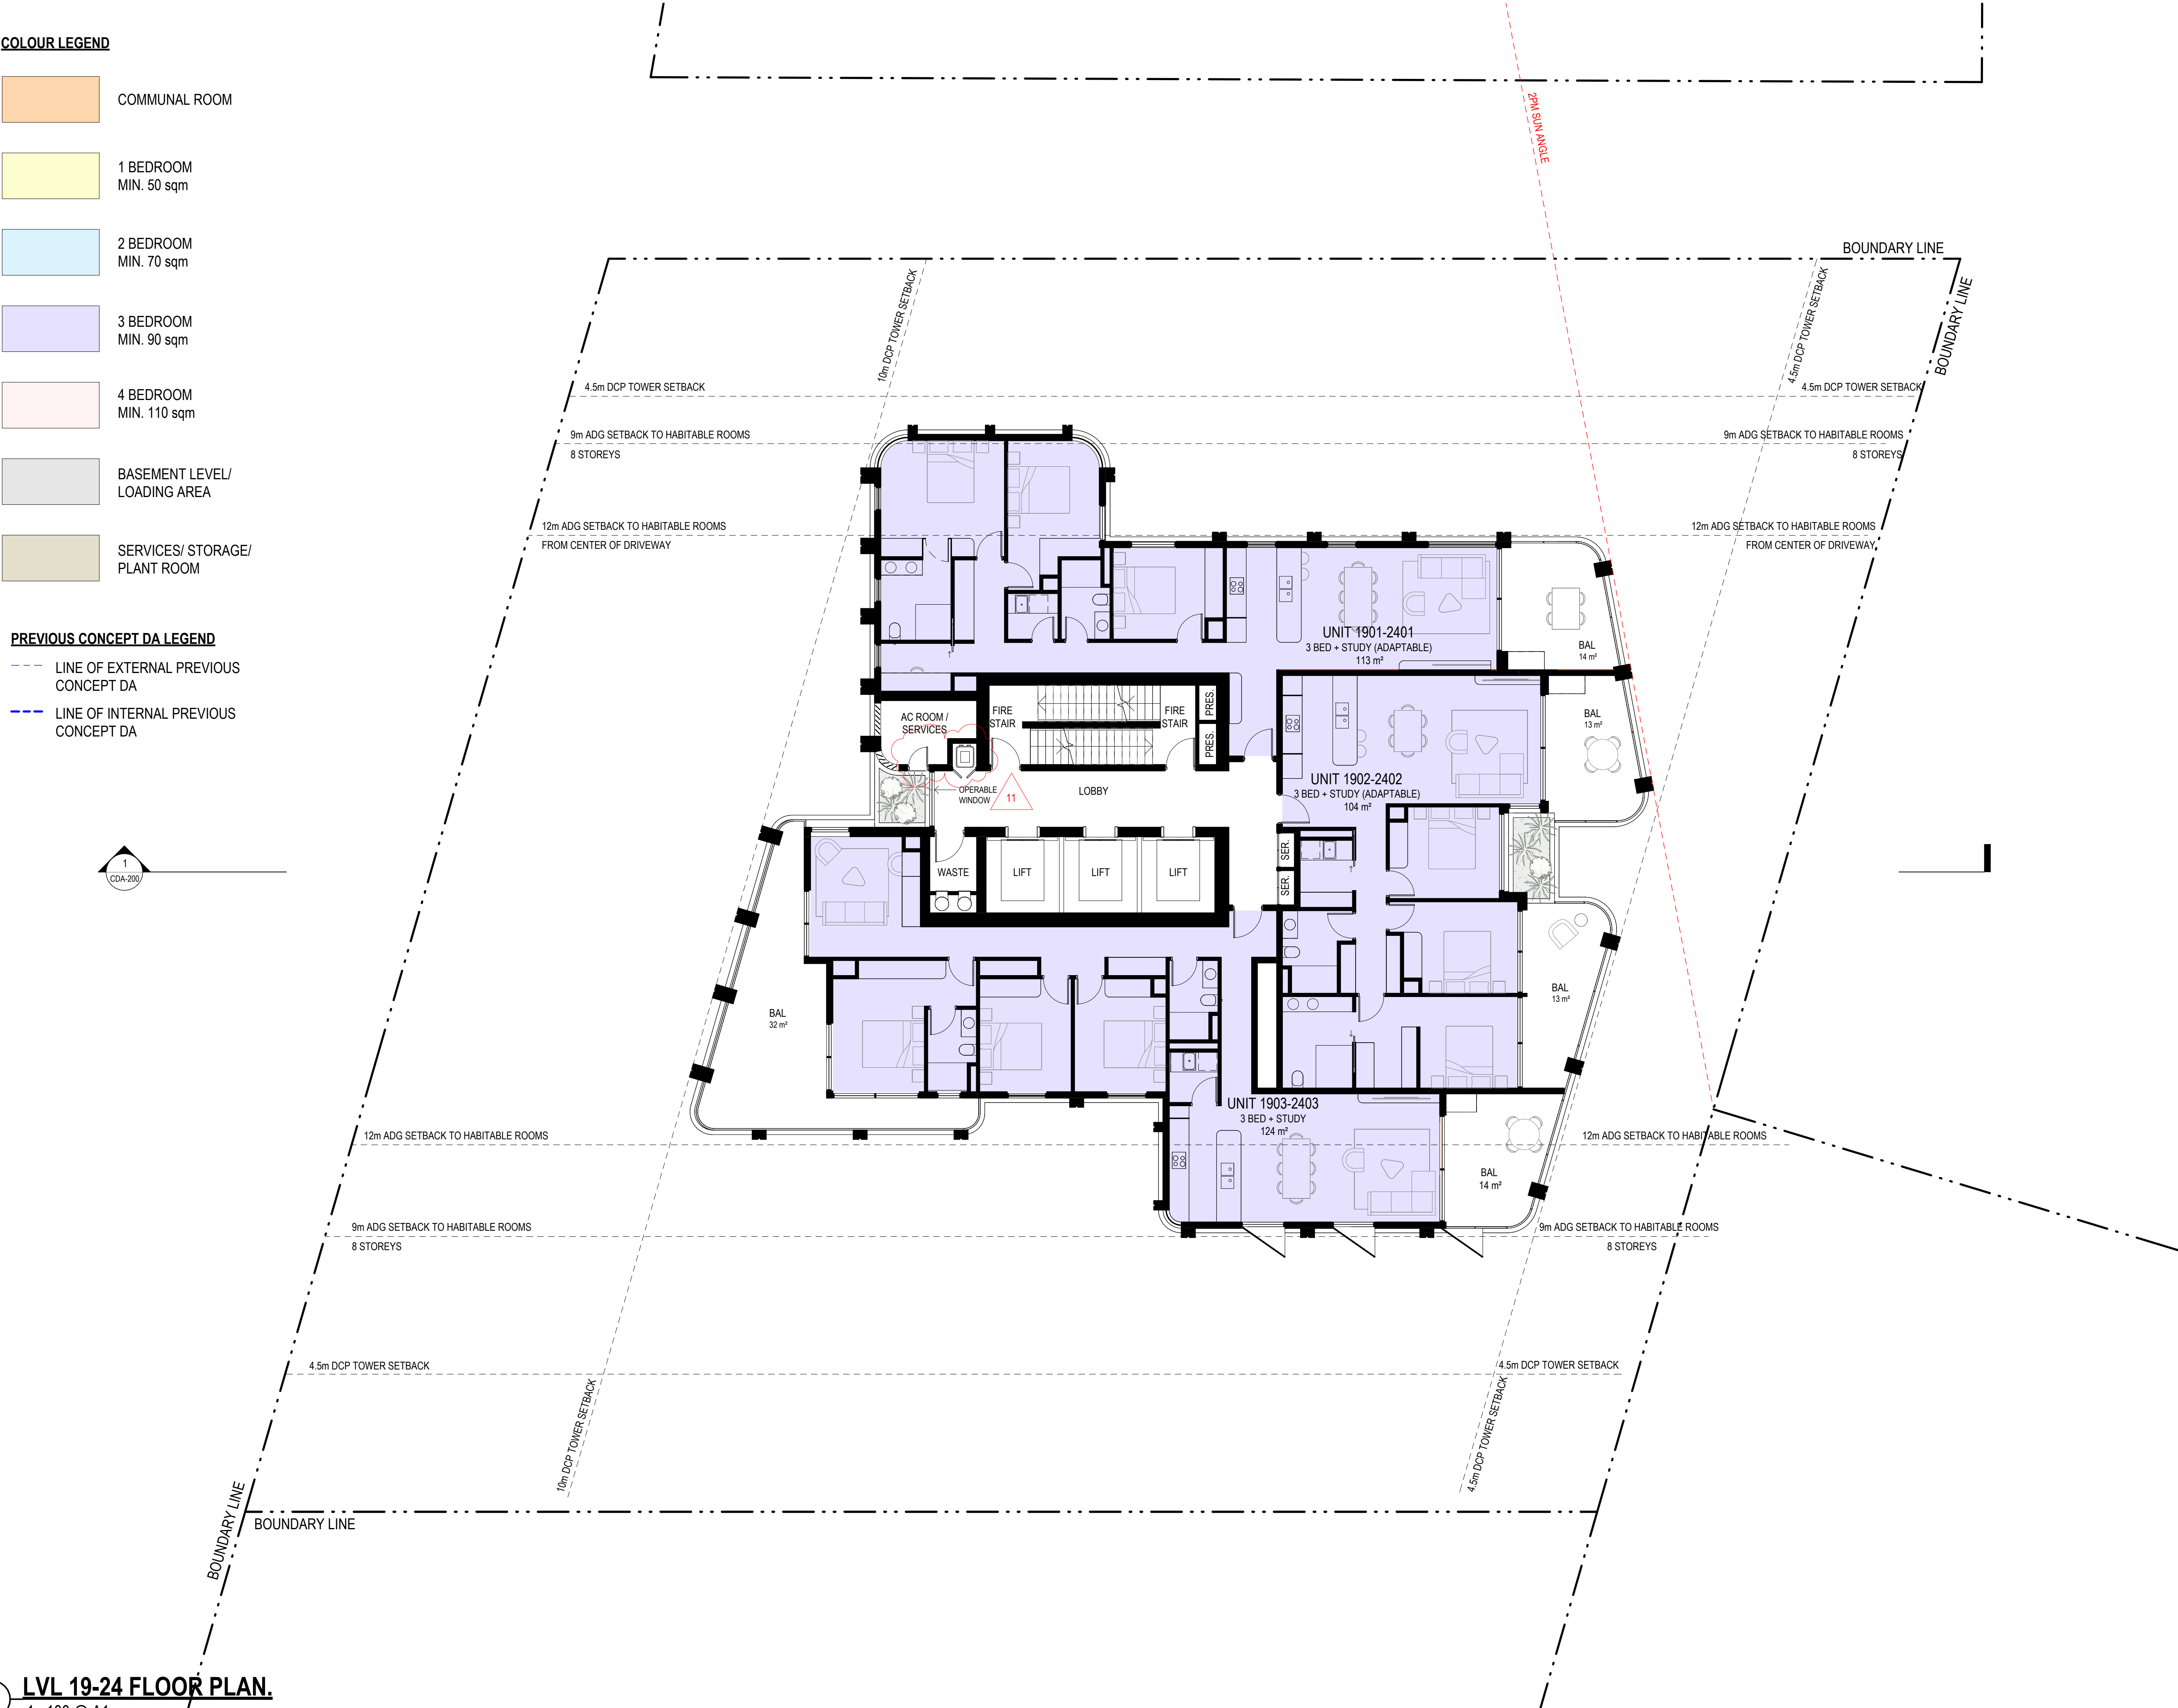 COLOUR LEGEND
COMMUNAL ROOM
1 BEDROOM
MIN. 50 sqm
2 BEDROOM
MIN. 70 sqm
3 BEDROOM
MIN. 90 sqm
4 BEDROOM
MIN. 110 sqm
BASEMENT LEVEL/
LOADING AREA
SERVICES/ STORAGE/
PLANT ROOM
PREVIOUS CONCEPT DA LEGEND
LINE OF EXTERNAL PREVIOUS
CONCEPT DA
LINE OF INTERNAL PREVIOUS
CONCEPT DA
1
CDA-200
2PM SUN ANGLE
BOUNDARY LINE
BOUNDARY LINE
10m DCP TOWER SETBACK
4.5m DCP TOWER SETBACK
4.5m DCP TOWER SETBACK
4.5m DCP TOWER SETBACK
9m ADG SETBACK TO HABITABLE ROOMS
8 STOREYS
9m ADG SETBACK TO HABITABLE ROOMS
8 STOREYS
12m ADG SETBACK TO HABITABLE ROOMS
FROM CENTER OF DRIVEWAY
12m ADG SETBACK TO HABITABLE ROOMS
FROM CENTER OF DRIVEWAY
UNIT 1901-2401
3 BED + STUDY (ADAPTABLE)
113 m²
BAL
14 m²
AC ROOM /
SERVICES
FIRE
STAIR
FIRE
STAIR
PRES.
PRES.
BAL
13 m²
OPERABLE
WINDOW
11
LOBBY
UNIT 1902-2402
3 BED + STUDY (ADAPTABLE)
104 m²
WASTE
LIFT
LIFT
LIFT
SER.
SER.
BAL
32 m²
BAL
13 m²
UNIT 1903-2403
3 BED + STUDY
124 m²
BAL
14 m²
12m ADG SETBACK TO HABITABLE ROOMS
12m ADG SETBACK TO HABITABLE ROOMS
9m ADG SETBACK TO HABITABLE ROOMS
8 STOREYS
9m ADG SETBACK TO HABITABLE ROOMS
8 STOREYS
4.5m DCP TOWER SETBACK
4.5m DCP TOWER SETBACK
10m DCP TOWER SETBACK
4.5m DCP TOWER SETBACK
BOUNDARY LINE
BOUNDARY LINE
LVL 19-24 FLOOR PLAN.